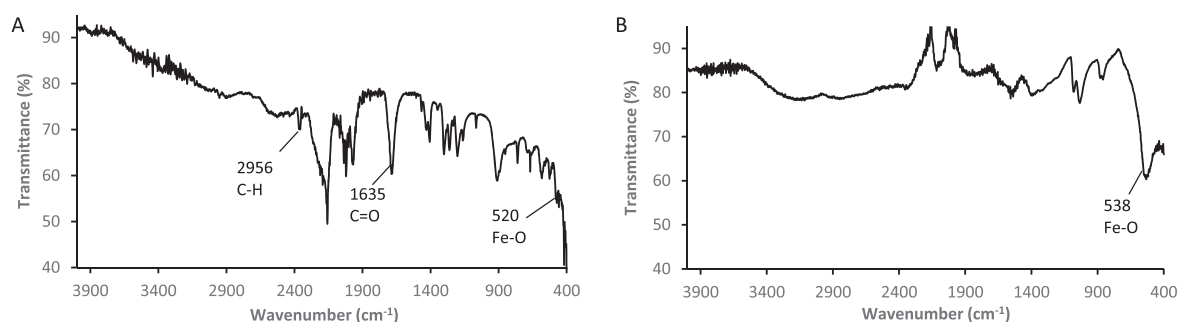 A
Transmittance (%)
90
80
70
60
50
40
2956
C-H
1635
C=O
520
Fe-O
3900 3400 2900 2400 1900 1400 900 400
Wavenumber (cm-1)
B
Transmittance (%)
90
80
70
60
50
40
538
Fe-O
3900 2900 1900 1400 900 400
Wavenumber (cm-1)